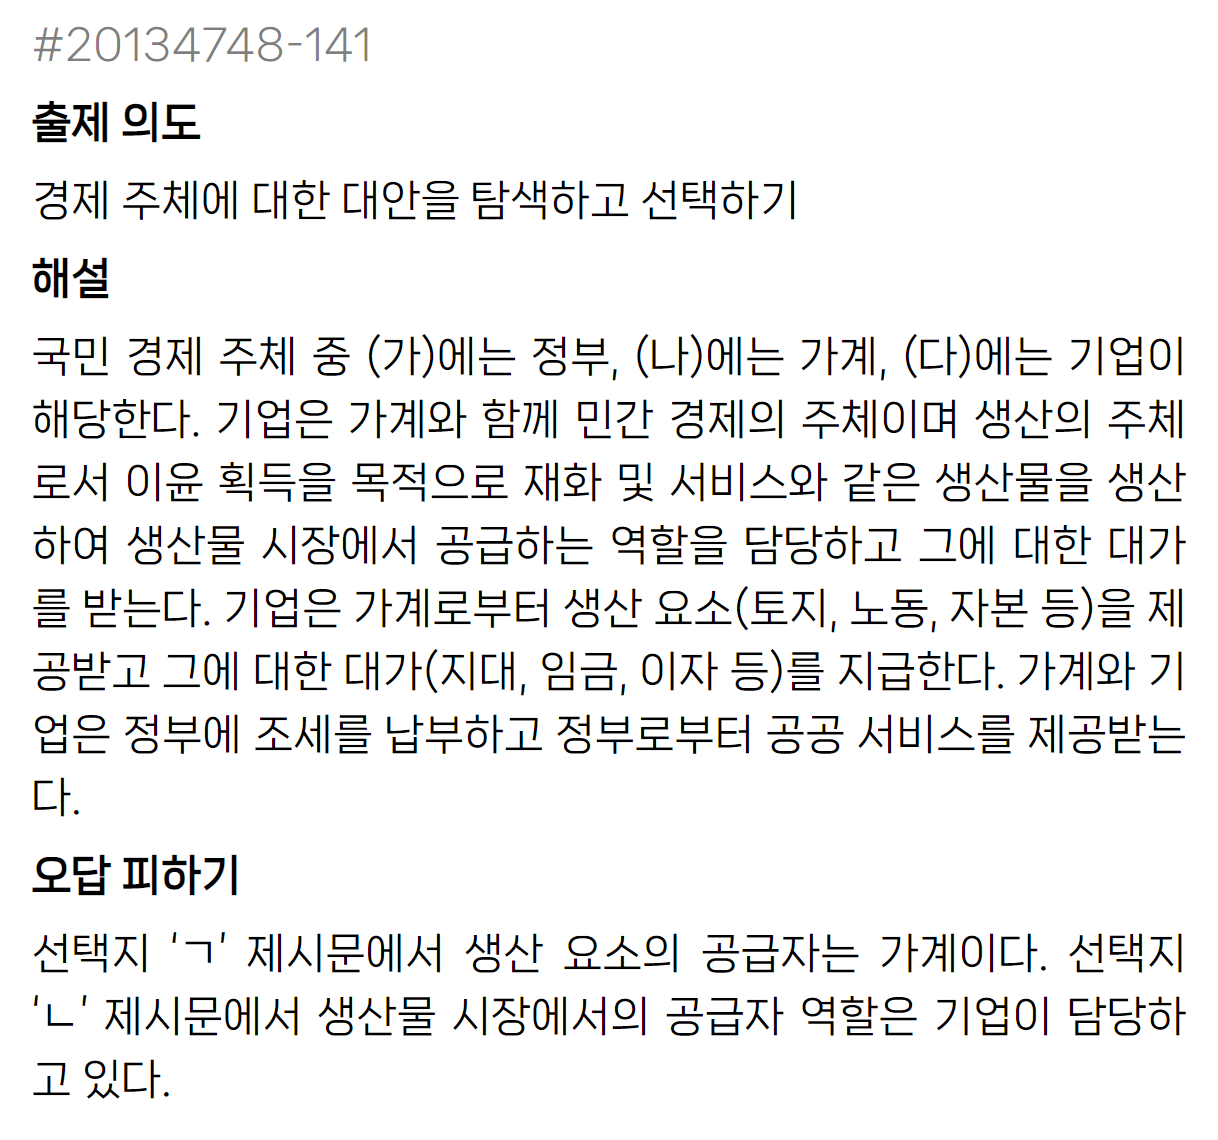 #20134748-141
출제 의도
경제 주체에 대한 대안을 탐색하고 선택하기
해설
국민 경제 주체 중 (가)에는 정부, (나)에는 가계, (다)에는 기업이
해당한다. 기업은 가계와 함께 민간 경제의 주체이며 생산의 주체
로서 이윤 획득을 목적으로 재화 및 서비스와 같은 생산물을 생산
하여 생산물 시장에서 공급하는 역할을 담당하고 그에 대한 대가
를 받는다. 기업은 가계로부터 생산 요소(토지, 노동, 자본 등)을 제
공받고 그에 대한 대가(지대, 임금, 이자 등)를 지급한다. 가계와 기
업은 정부에 조세를 납부하고 정부로부터 공공 서비스를 제공받는
다.
오답 피하기
선택지 ‘ㄱ’ 제시문에서 생산 요소의 공급자는 가계이다. 선택지
‘ㄴ’ 제시문에서 생산물 시장에서의 공급자 역할은 기업이 담당하
고 있다.